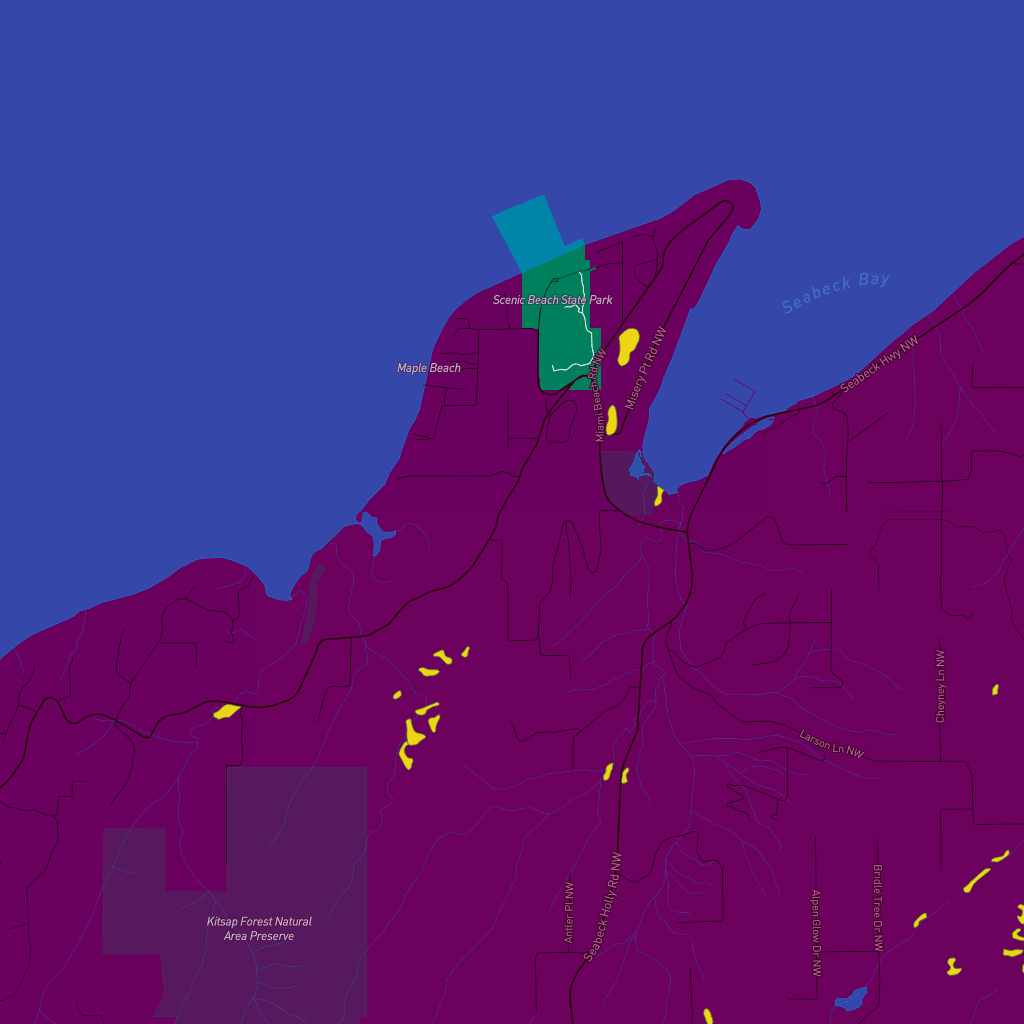 Seabeck Bay
Scenic Beach State Park
Maple Beach
Miami Beach Rd NW
Misery Pt Rd NW
Seabeck Hwy NW
Cheyney Ln NW
Larson Ln NW
Seabeck Holly Rd NW
Antler Pl NW
Alpen Glow Dr NW
Bridle Tree Dr NW
Kitsap Forest Natural
Area Preserve